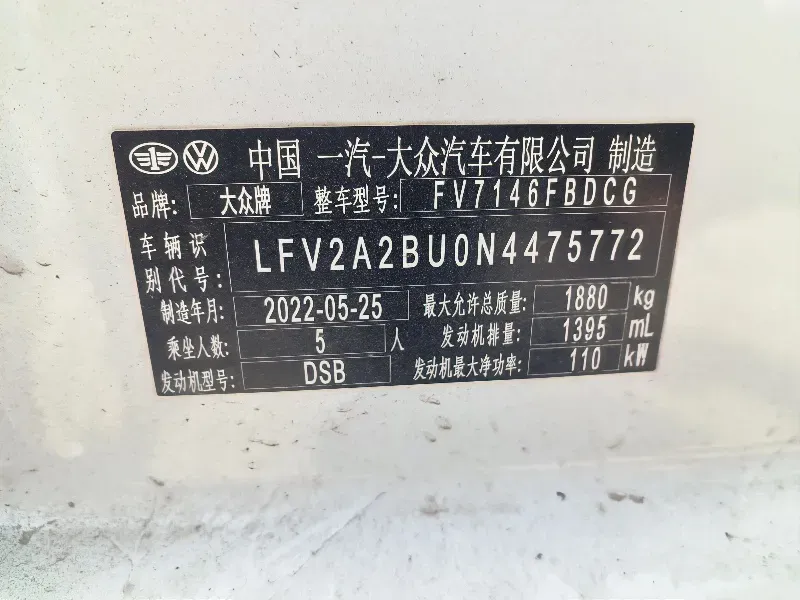 中国 一汽-大众汽车有限公司 制造
品牌: 大众牌 整车型号: FV7146FBDCG
车辆识别代号: LFV2A2BU0N4475772
制造年月: 2022-05-25 最大允许总质量: 1880 kg
乘坐人数: 5 人 发动机排量: 1395 mL
发动机型号: DSB 发动机最大净功率: 110 kW